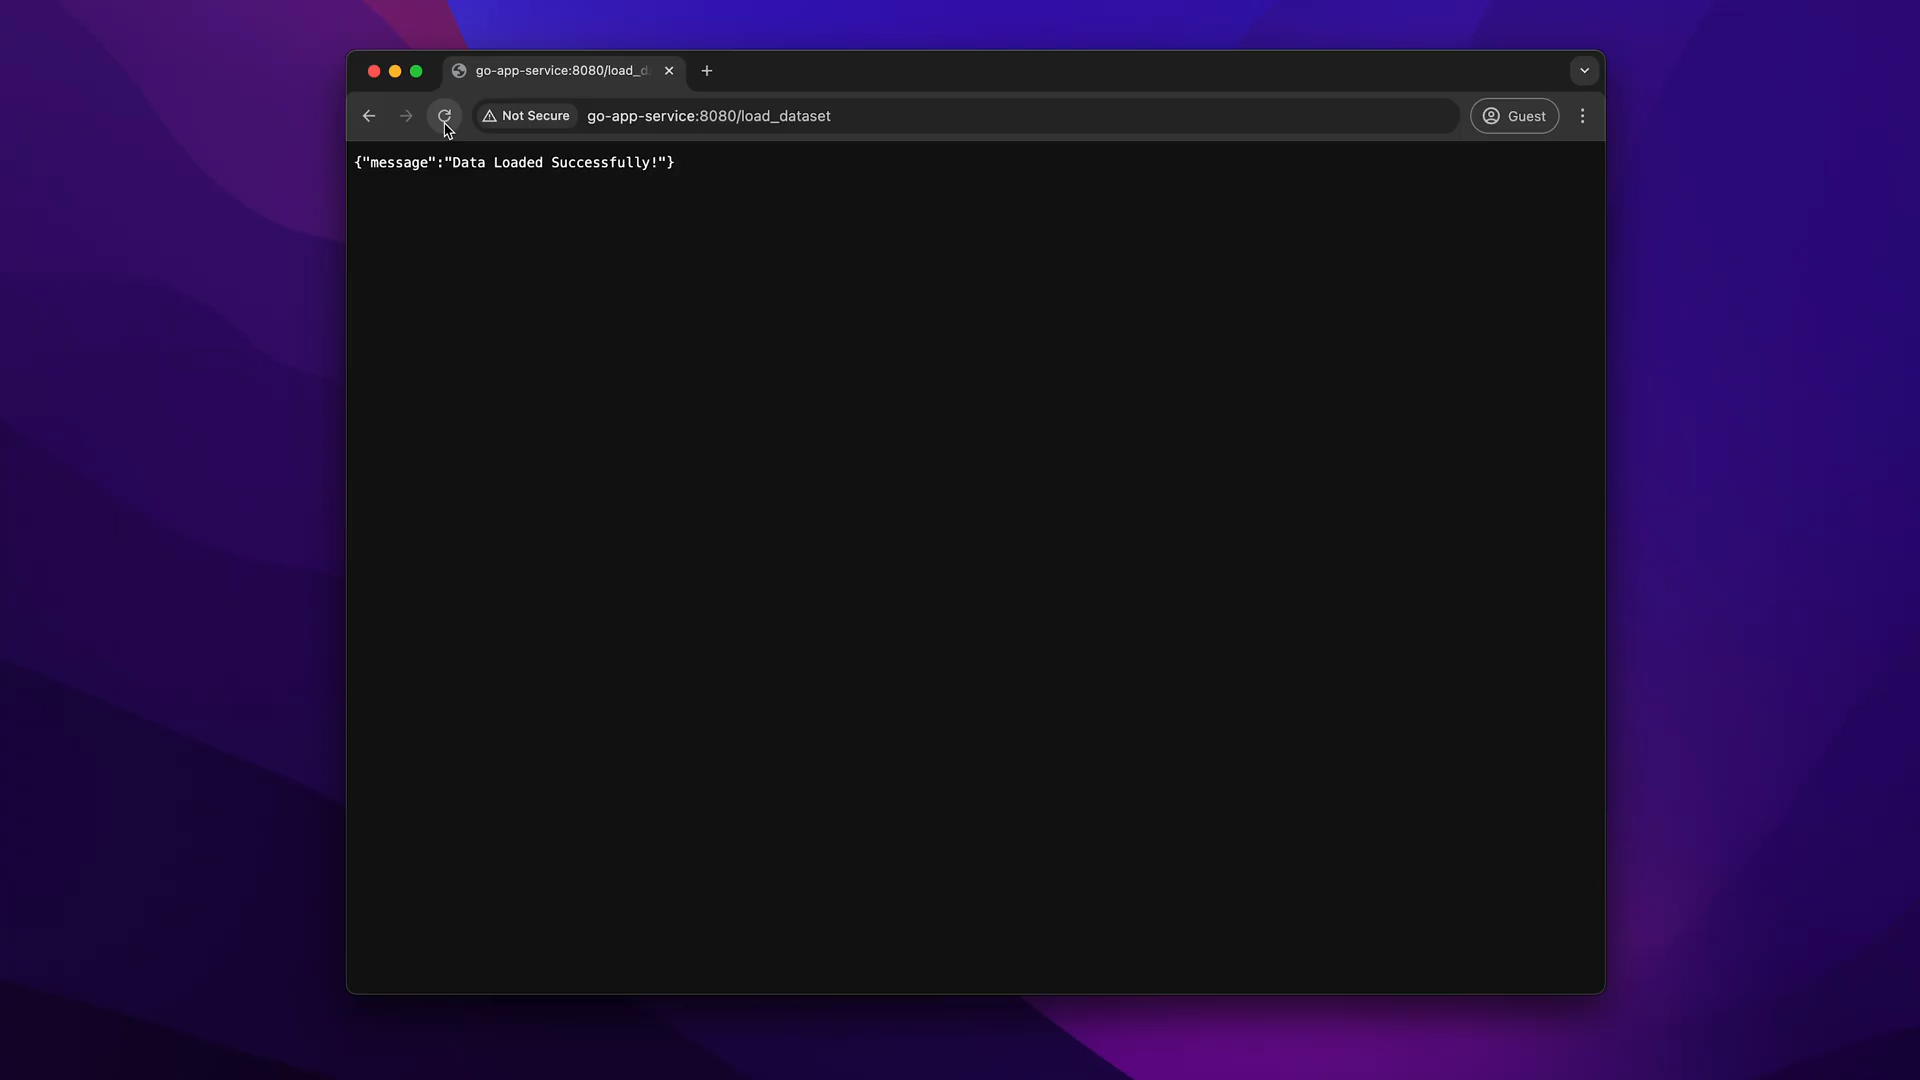 go-app-service:8080/load_d
Not Secure
go-app-service:8080/load_dataset
Guest
{"message":"Data Loaded Successfully!"}